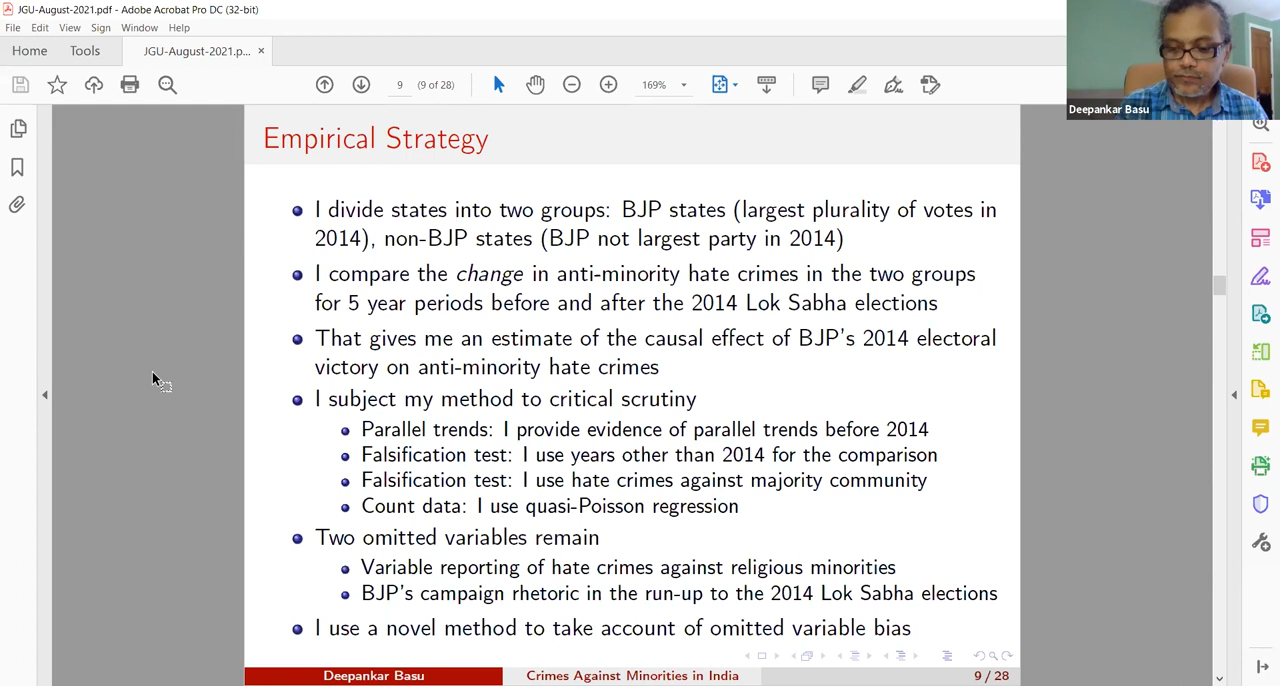 JGU-August-2021.pdf - Adobe Acrobat Pro DC (32-bit)
File Edit View Sign Window Help
Home Tools JGU-August-2021.p... ×
9 (9 of 28) 169%
Deepankar Basu
Empirical Strategy
I divide states into two groups: BJP states (largest plurality of votes in
2014), non-BJP states (BJP not largest party in 2014)
I compare the change in anti-minority hate crimes in the two groups
for 5 year periods before and after the 2014 Lok Sabha elections
That gives me an estimate of the causal effect of BJP's 2014 electoral
victory on anti-minority hate crimes
I subject my method to critical scrutiny
Parallel trends: I provide evidence of parallel trends before 2014
Falsification test: I use years other than 2014 for the comparison
Falsification test: I use hate crimes against majority community
Count data: I use quasi-Poisson regression
Two omitted variables remain
Variable reporting of hate crimes against religious minorities
BJP's campaign rhetoric in the run-up to the 2014 Lok Sabha elections
I use a novel method to take account of omitted variable bias
Deepankar Basu Crimes Against Minorities in India 9 / 28